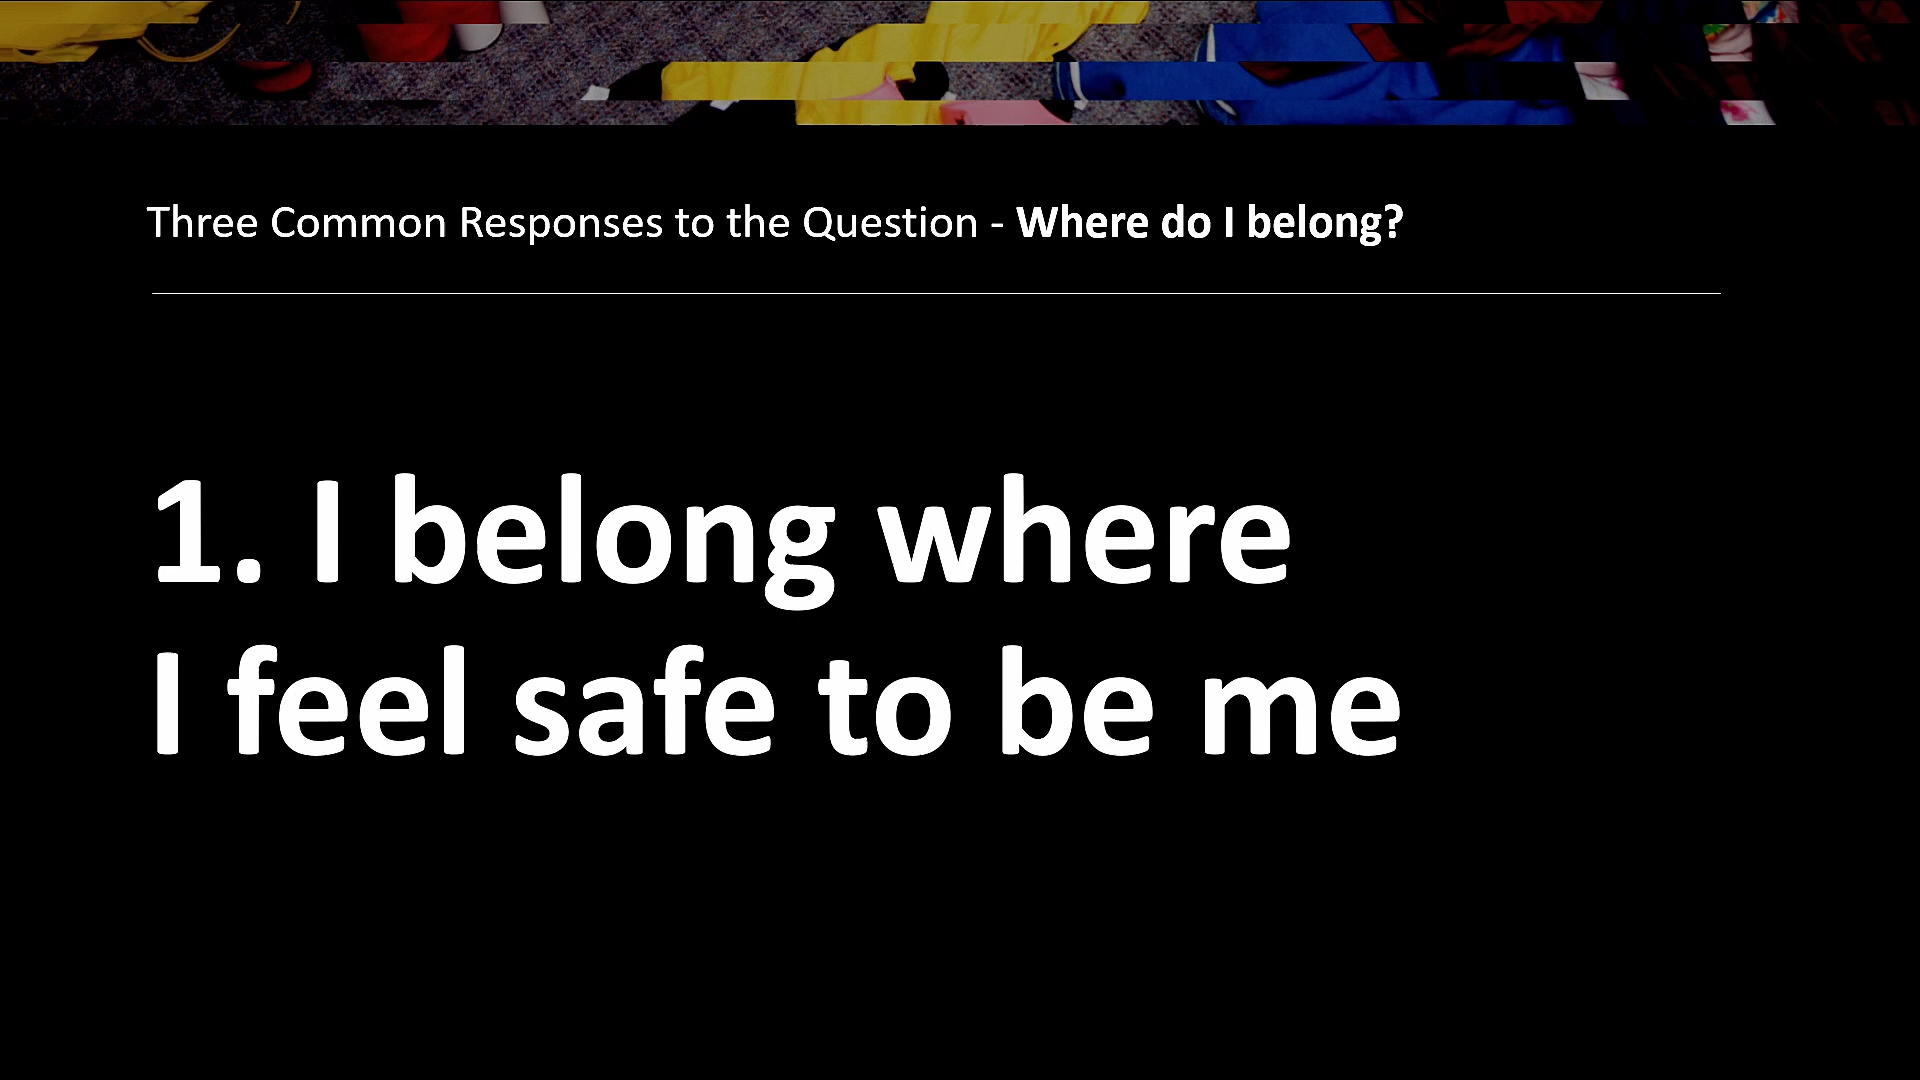 Three Common Responses to the Question - Where do I belong?
1. I belong where
I feel safe to be me